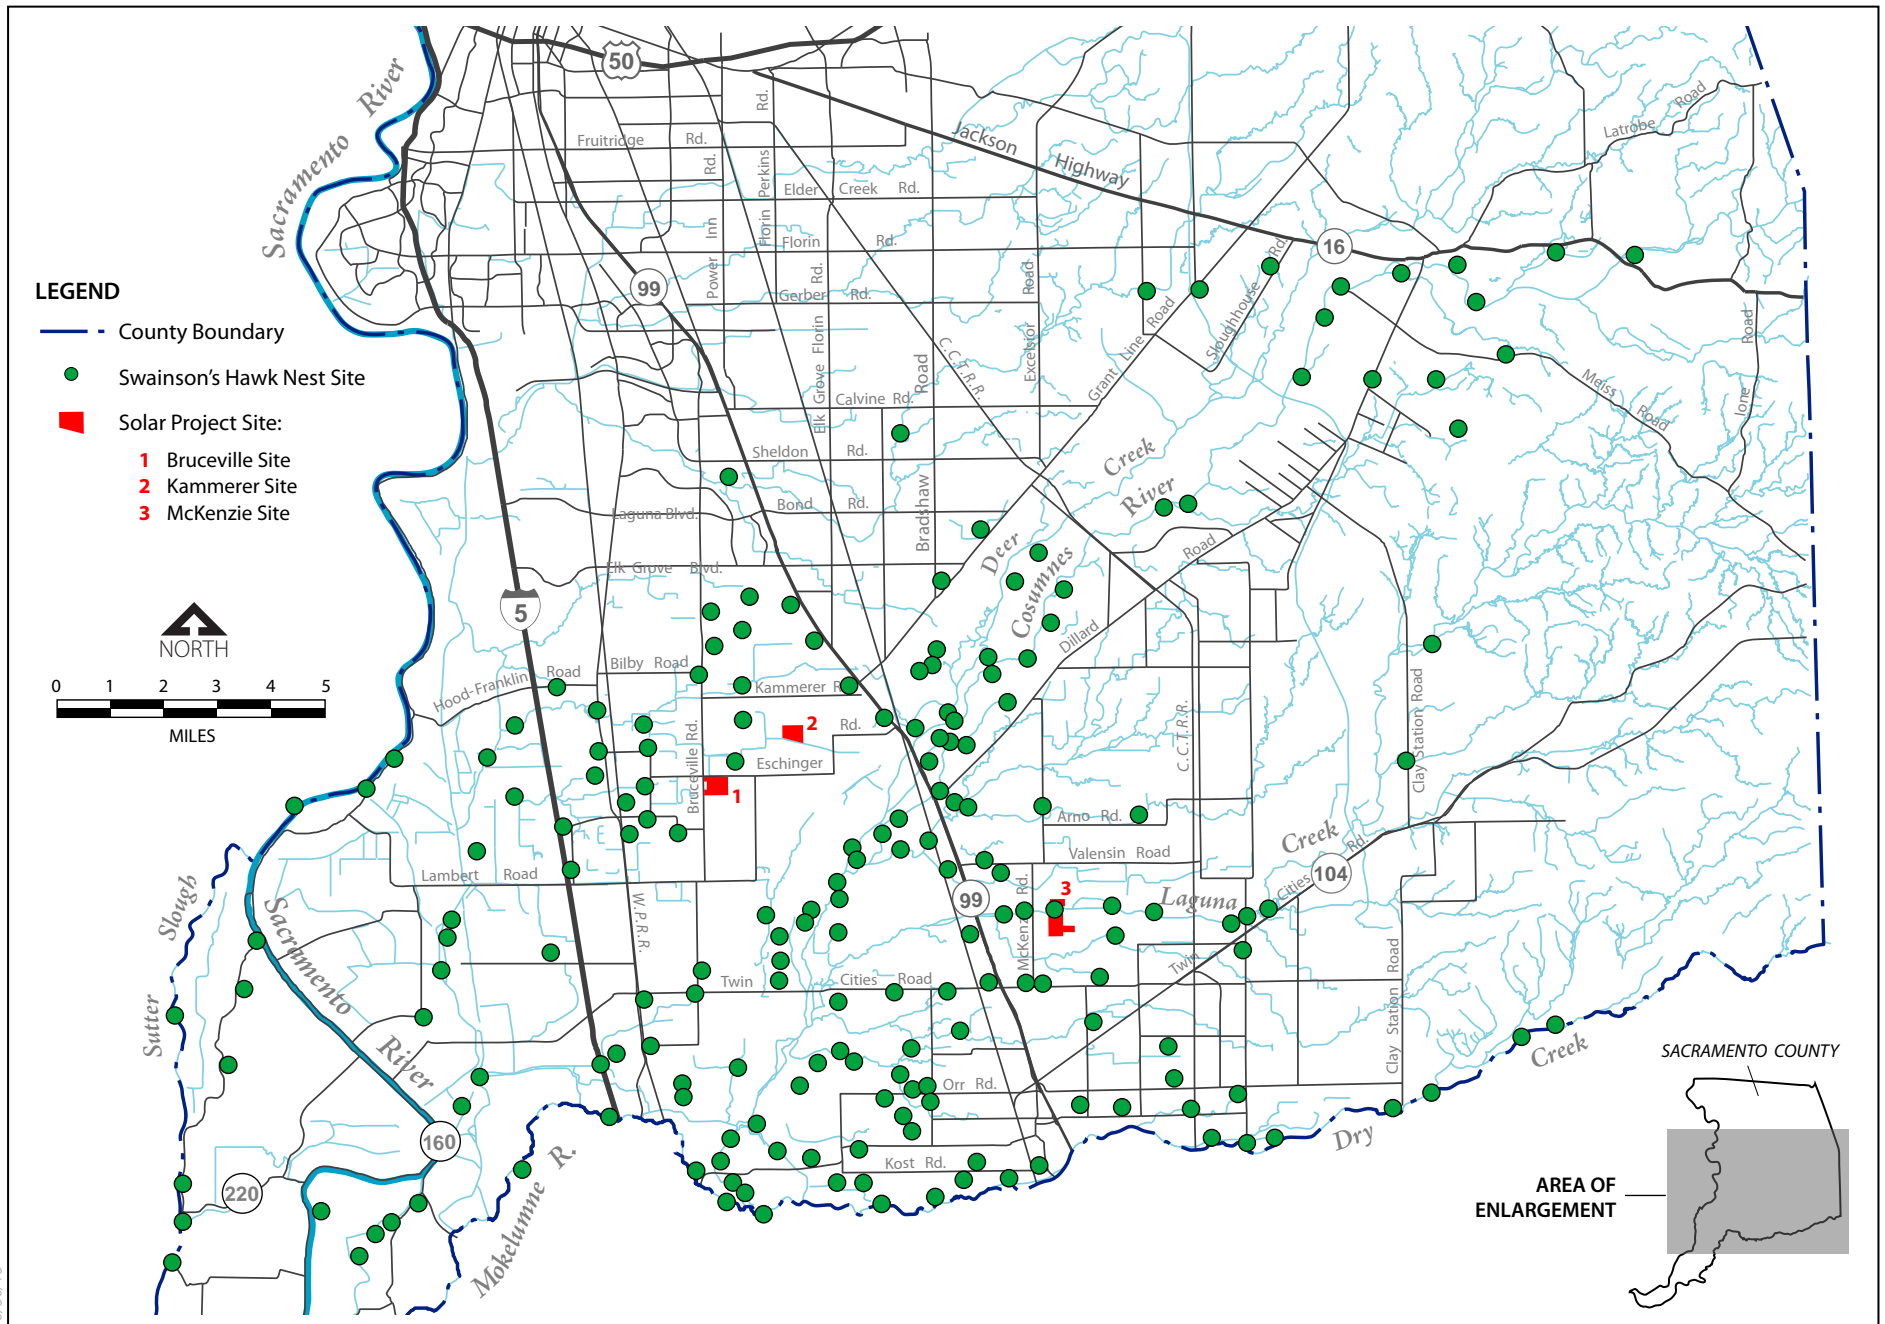 50
Sacramento River
Fruitridge Rd.
Rd.
Rd.
Perkins
Florin
Inn
Power
Elder Creek Rd.
Jackson Highway
Latrobe Road
Florin Rd.
16
99
Gerber Rd.
Rd.
Elk Grove Florin
Road
Excelsior
Grant Line Road
Sloughhouse Rd.
C.C.T.R.R.
Bradshaw Road
Calvine Rd.
Meiss Road
Ione Road
LEGEND
County Boundary
Swainson's Hawk Nest Site
Solar Project Site:
1 Bruceville Site
2 Kammerer Site
3 McKenzie Site
Sheldon Rd.
Bond Rd.
Laguna Blvd.
Deer Creek
Cosumnes River
Dillard Road
Elk Grove Blvd.
5
NORTH
0 1 2 3 4 5
MILES
Hood-Franklin Road
Bilby Road
Kammerer R
2
Rd.
Eschinger
Bruceville Rd.
1
C.C.T.R.R.
Clay Station Road
Arno Rd.
Valensin Road
Laguna Creek
Twin Cities Rd.
104
Lambert Road
W.P.R.R.
99
3
McKenz Rd.
Sutter Slough
Sacramento River
Twin Cities Road
Clay Station Road
Orr Rd.
Kost Rd.
Dry Creek
160
220
Mokelumne R.
SACRAMENTO COUNTY
AREA OF
ENLARGEMENT